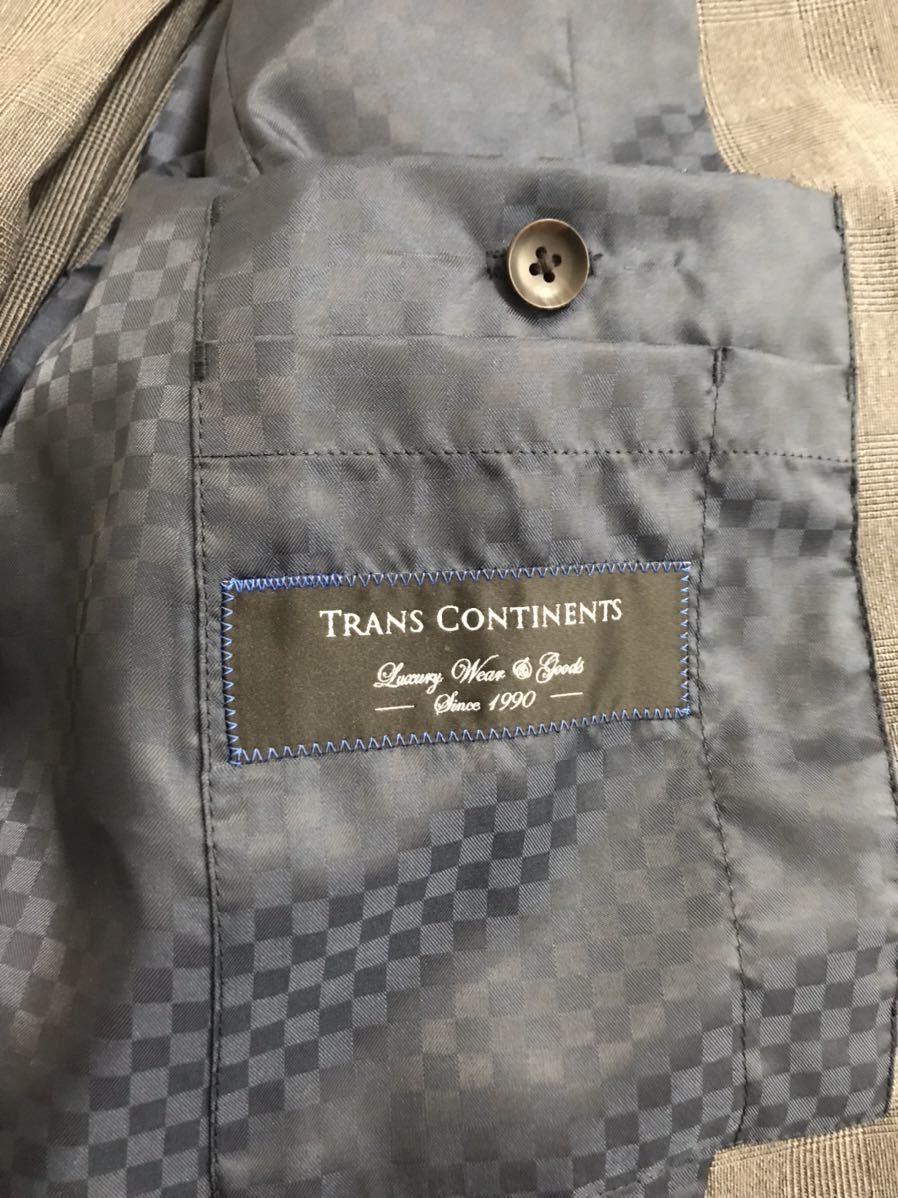 TRANS CONTINENTS
Luxury Wear & Goods
Since 1990